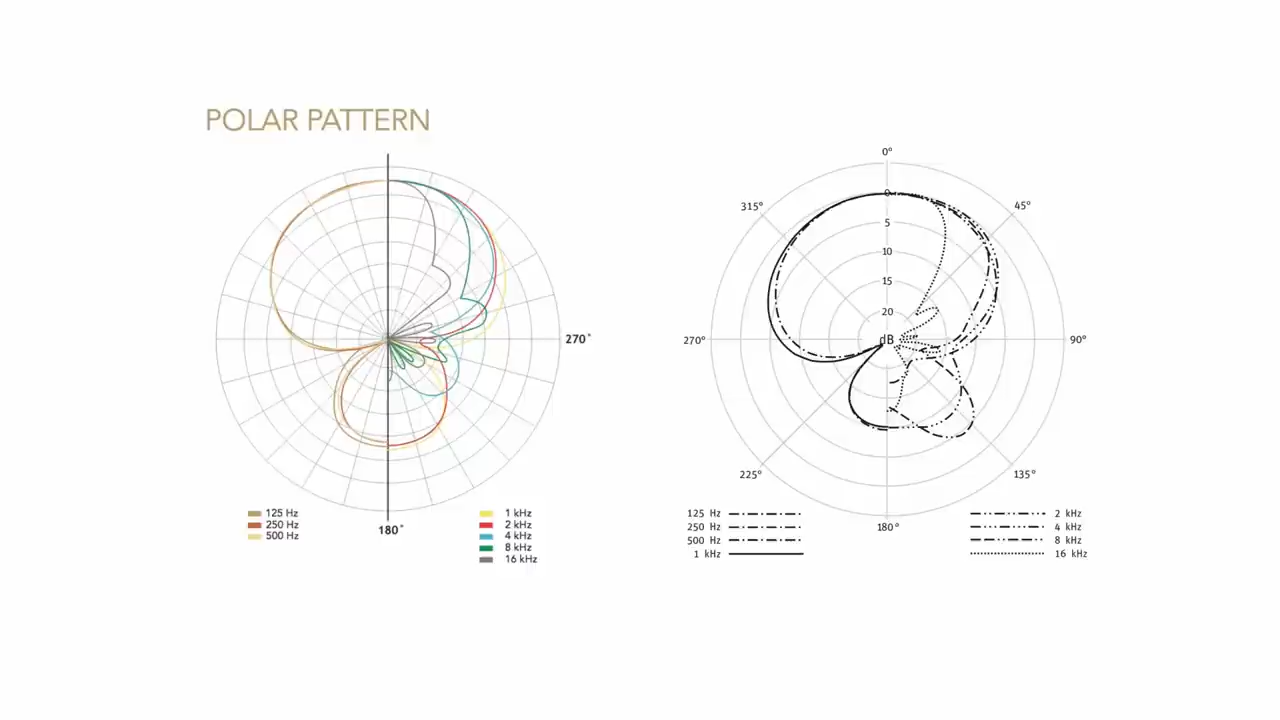 POLAR PATTERN
270°
180°
125 Hz
250 Hz
500 Hz
1 kHz
2 kHz
4 kHz
8 kHz
16 kHz
0°
315°
45°
0
5
10
15
20
dB
270°
90°
225°
135°
180°
125 Hz
250 Hz
500 Hz
1 kHz
2 kHz
4 kHz
8 kHz
16 kHz